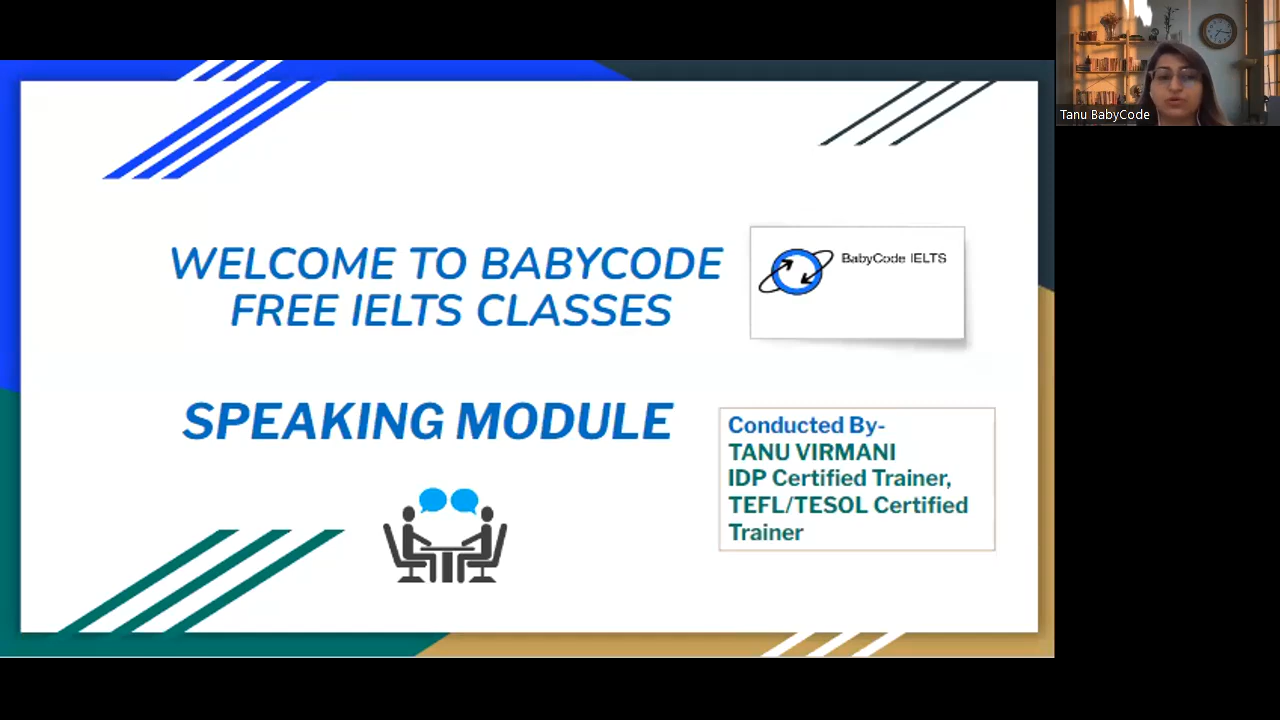 WELCOME TO BABYCODE
FREE IELTS CLASSES
SPEAKING MODULE
BabyCode IELTS
Conducted By-
TANU VIRMANI
IDP Certified Trainer,
TEFL/TESOL Certified
Trainer
Tanu BabyCode